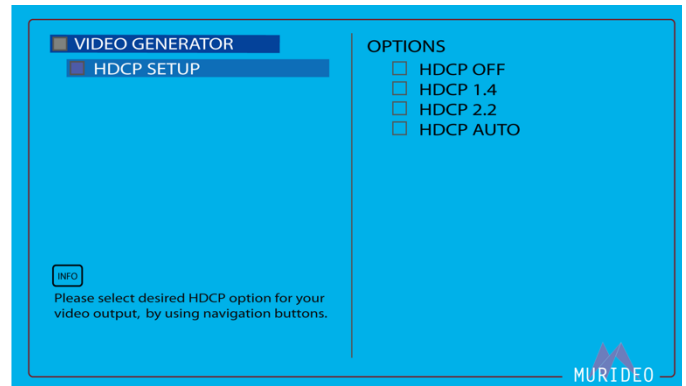 VIDEO GENERATOR
HDCP SETUP
OPTIONS
HDCP OFF
HDCP 1.4
HDCP 2.2
HDCP AUTO
INFO
Please select desired HDCP option for your
video output, by using navigation buttons.
MURIDEO